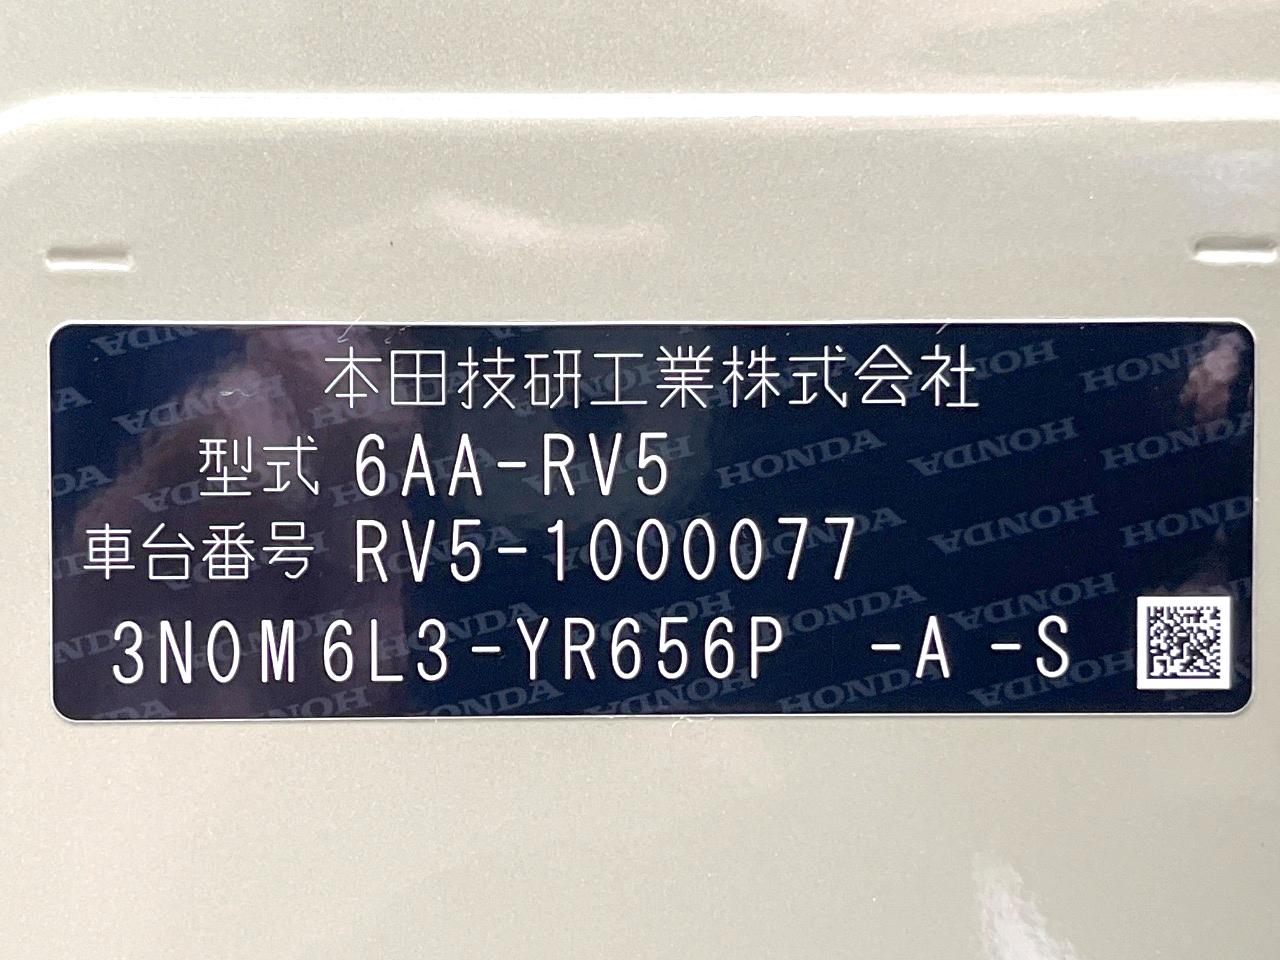 本田技研工業株式会社
型式 6AA-RV5
車台番号 RV5-1000077
3N0M6L3-YR656P -A -S